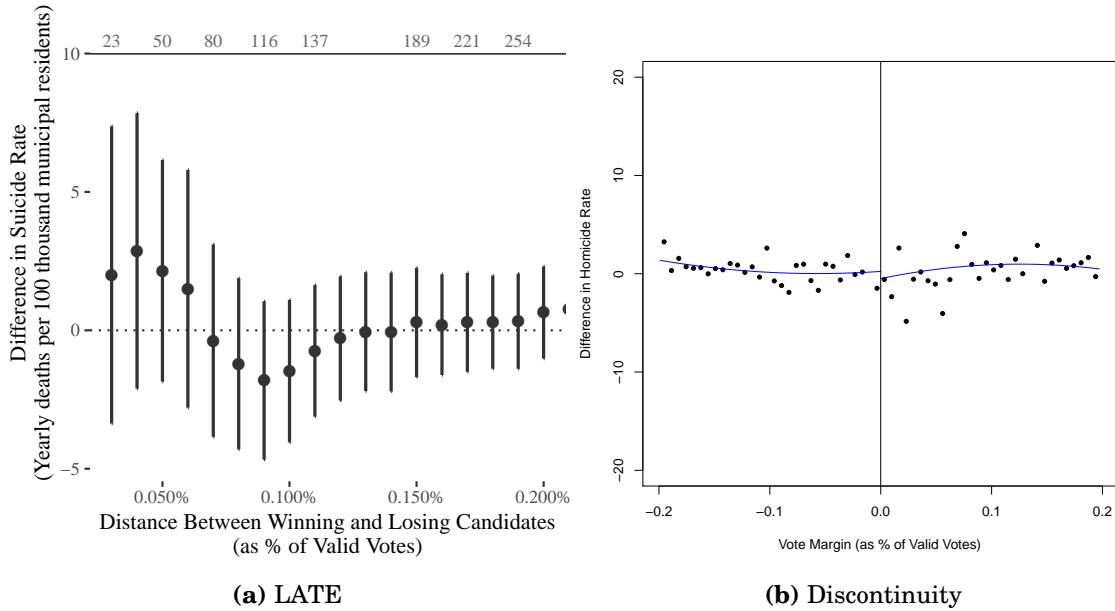 23 50 80 116 137 189 221 254
10
5
0
−5
Difference in Suicide Rate
(Yearly deaths per 100 thousand municipal residents)
0.050% 0.100% 0.150% 0.200%
Distance Between Winning and Losing Candidates
(as % of Valid Votes)
(a) LATE
20
10
0
−10
−20
Difference in Homicide Rate
−0.2 −0.1 0.0 0.1 0.2
Vote Margin (as % of Valid Votes)
(b) Discontinuity